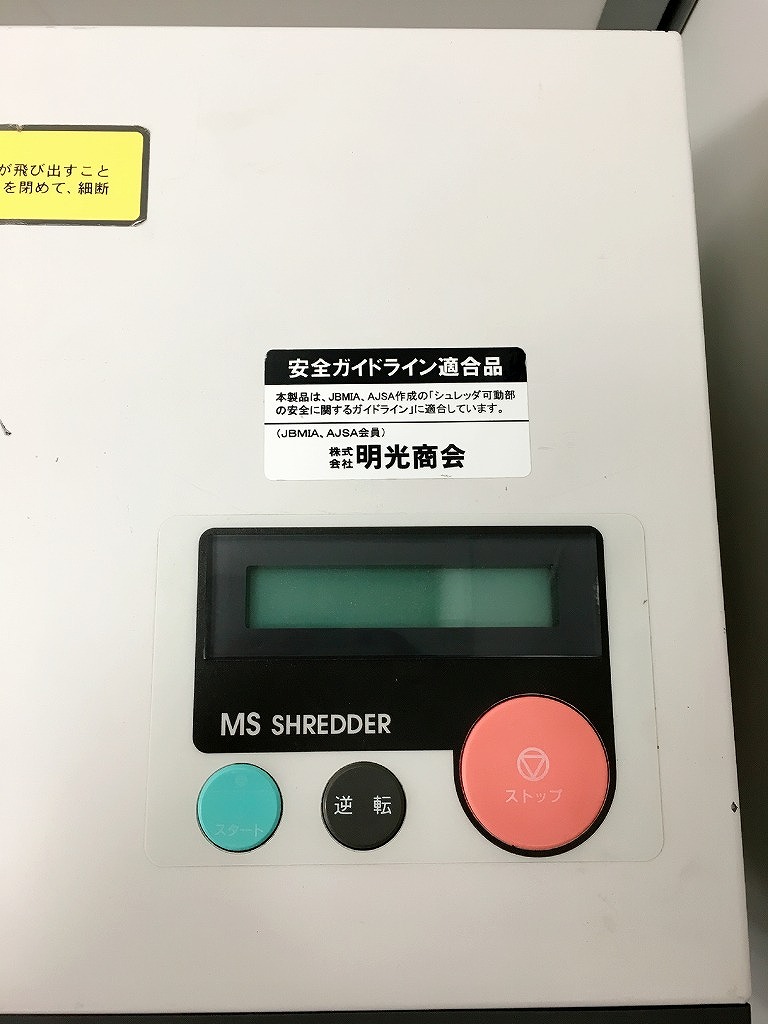 が飛び出すこと
を閉めて、細断
安全ガイドライン適合品
本製品は、JBMIA、AJSA作成の「シュレッダ可動部
の安全に関するガイドライン」に適合しています。
（JBMIA、AJSA会員）
株式会社 明光商会
MS SHREDDER
スタート
逆 転
ストップ